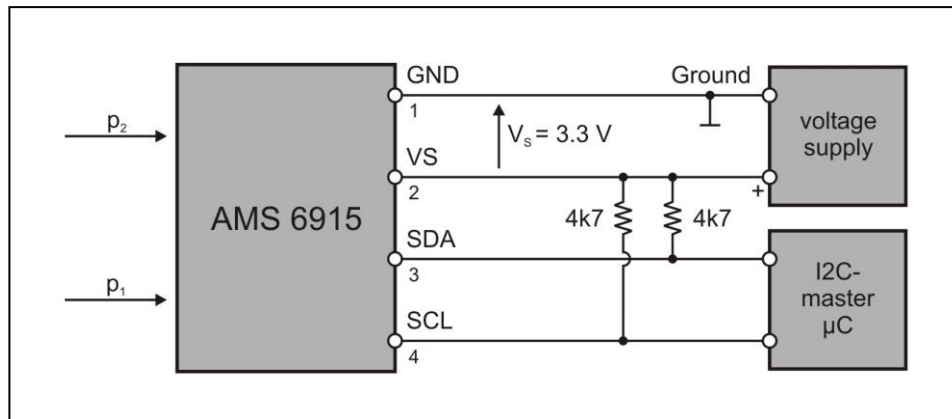 GND
Ground
1
p₂
Vₛ = 3.3 V
voltage
supply
VS
+
2
AMS 6915
4k7
4k7
SDA
3
I2C-
master
µC
p₁
SCL
4